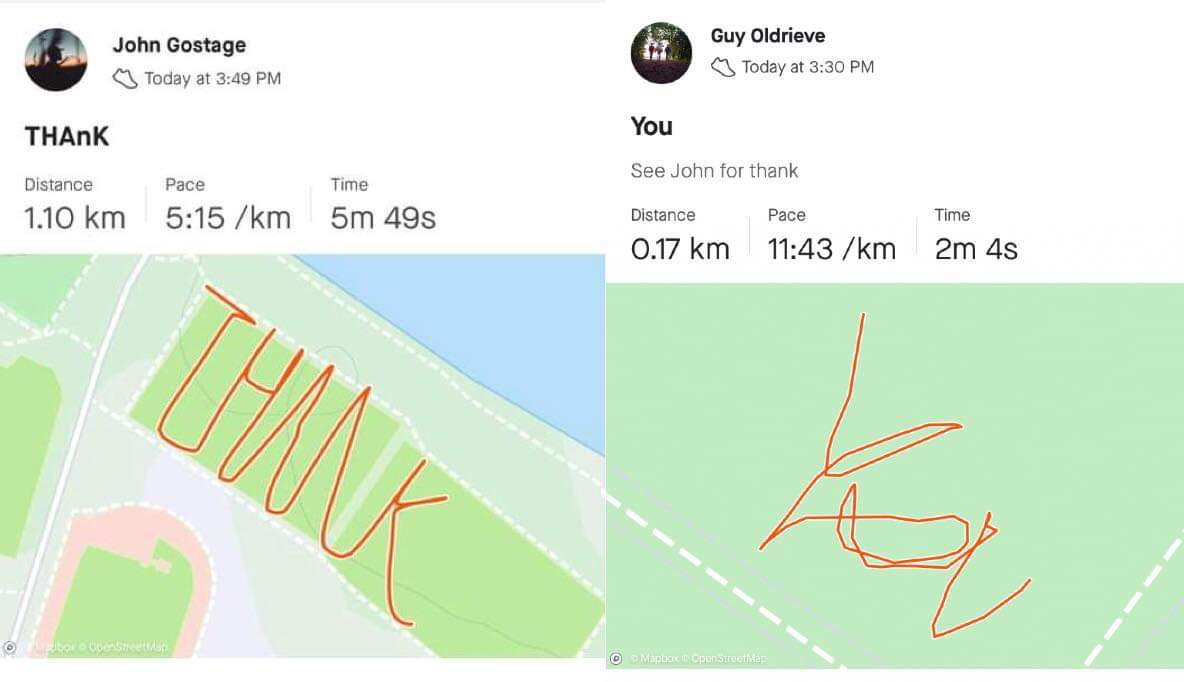 John Gostage
Today at 3:49 PM
THAnK
Distance
Pace
Time
1.10 km
5:15 /km
5m 49s
THANK
© Mapbox © OpenStreetMap
Guy Oldrieve
Today at 3:30 PM
You
See John for thank
Distance
Pace
Time
0.17 km
11:43 /km
2m 4s
You
© Mapbox © OpenStreetMap